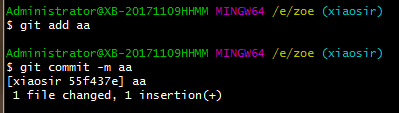 Administrator@XB-20171109HHMM MINGW64 /e/zoe (xiaosir)
$ git add aa
Administrator@XB-20171109HHMM MINGW64 /e/zoe (xiaosir)
$ git commit -m aa
[xiaosir 55f437e] aa
 1 file changed, 1 insertion(+)